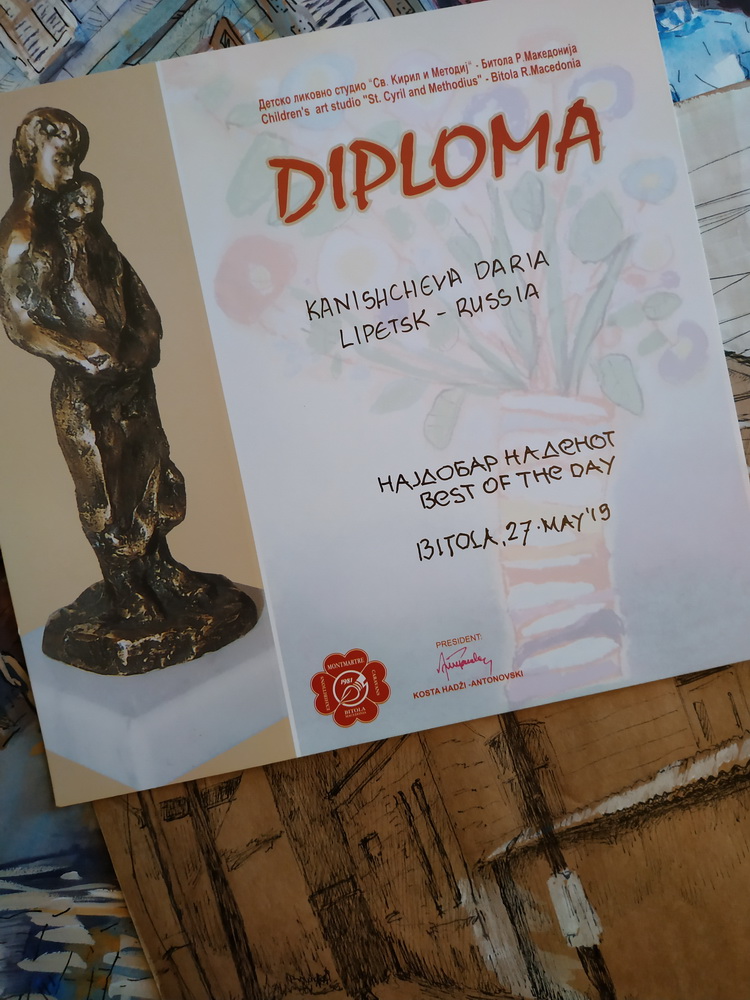 Детско ликовно студио "Св. Кирил и Методиј" - Битола Р.Македонија
Children's art studio "St. Cyril and Methodius" - Bitola R.Macedonia
DIPLOMA
KANISHCHEVA DARIA
LIPETSK - RUSSIA
НАЈДОБАР НА ДЕНОТ
BEST OF THE DAY
BITOLA, 27·MAY'19
MONTMARTRE
BITOLA
PRESIDENT:
KOSTA HADŽI -ANTONOVSKI